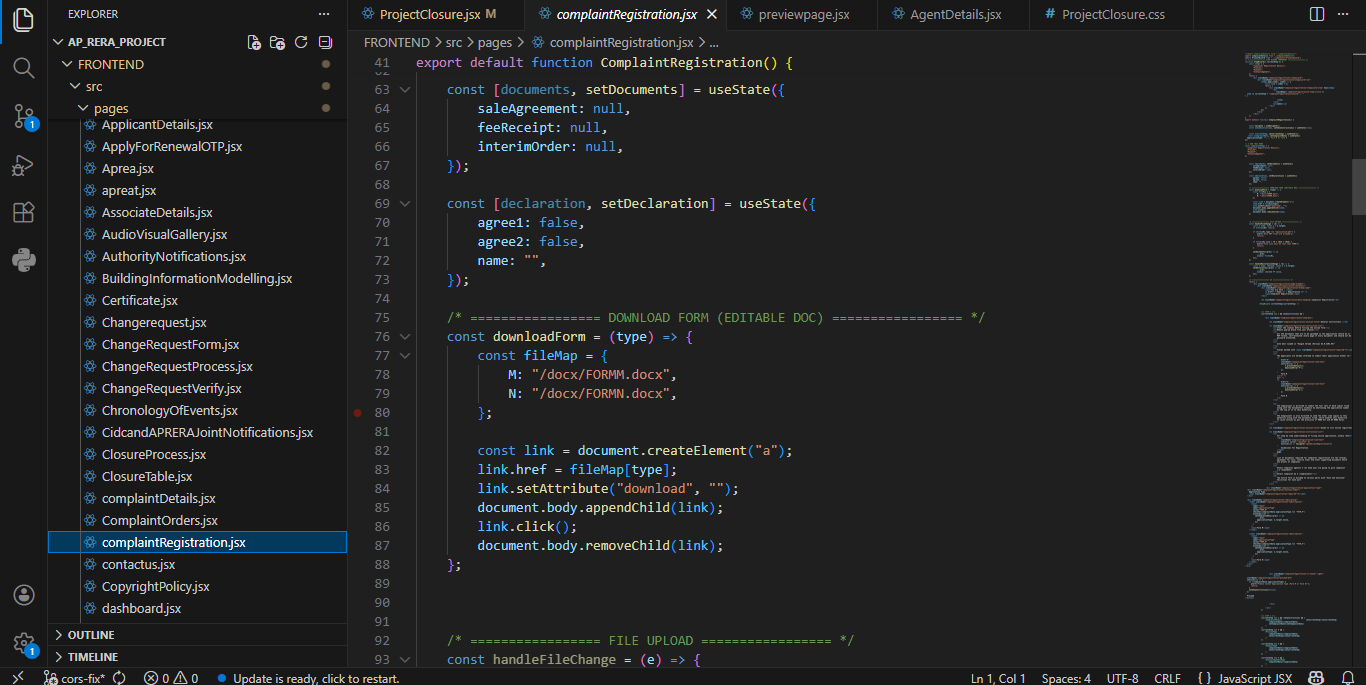 EXPLORER
AP_RERA_PROJECT
FRONTEND
src
pages
ApplicantDetails.jsx
ApplyForRenewalOTP.jsx
Aprea.jsx
apreat.jsx
AssociateDetails.jsx
AudioVisualGallery.jsx
AuthorityNotifications.jsx
BuildingInformationModelling.jsx
Certificate.jsx
Changerequest.jsx
ChangeRequestForm.jsx
ChangeRequestProcess.jsx
ChangeRequestVerify.jsx
ChronologyOfEvents.jsx
CidcandAPRERAJointNotifications.jsx
ClosureProcess.jsx
ClosureTable.jsx
complaintDetails.jsx
ComplaintOrders.jsx
complaintRegistration.jsx
contactus.jsx
CopyrightPolicy.jsx
dashboard.jsx
OUTLINE
TIMELINE
1
1
ProjectClosure.jsx M
complaintRegistration.jsx
previewpage.jsx
AgentDetails.jsx
# ProjectClosure.css
FRONTEND > src > pages > complaintRegistration.jsx > ...
41 export default function ComplaintRegistration() {
62
63 const [documents, setDocuments] = useState({
64 saleAgreement: null,
65 feeReceipt: null,
66 interimOrder: null,
67 });
68
69 const [declaration, setDeclaration] = useState({
70 agree1: false,
71 agree2: false,
72 name: "",
73 });
74
75 /* ================= DOWNLOAD FORM (EDITABLE DOC) ================= */
76 const downloadForm = (type) => {
77 const fileMap = {
78 M: "/docx/FORMM.docx",
79 N: "/docx/FORMN.docx",
80 };
81
82 const link = document.createElement("a");
83 link.href = fileMap[type];
84 link.setAttribute("download", "");
85 document.body.appendChild(link);
86 link.click();
87 document.body.removeChild(link);
88 };
89
90
91
92 /* ================= FILE UPLOAD ================= */
93 const handleFileChange = (e) => {
cors-fix* 0 0 Update is ready, click to restart. Ln 1, Col 1 Spaces: 4 UTF-8 CRLF { } JavaScript JSX